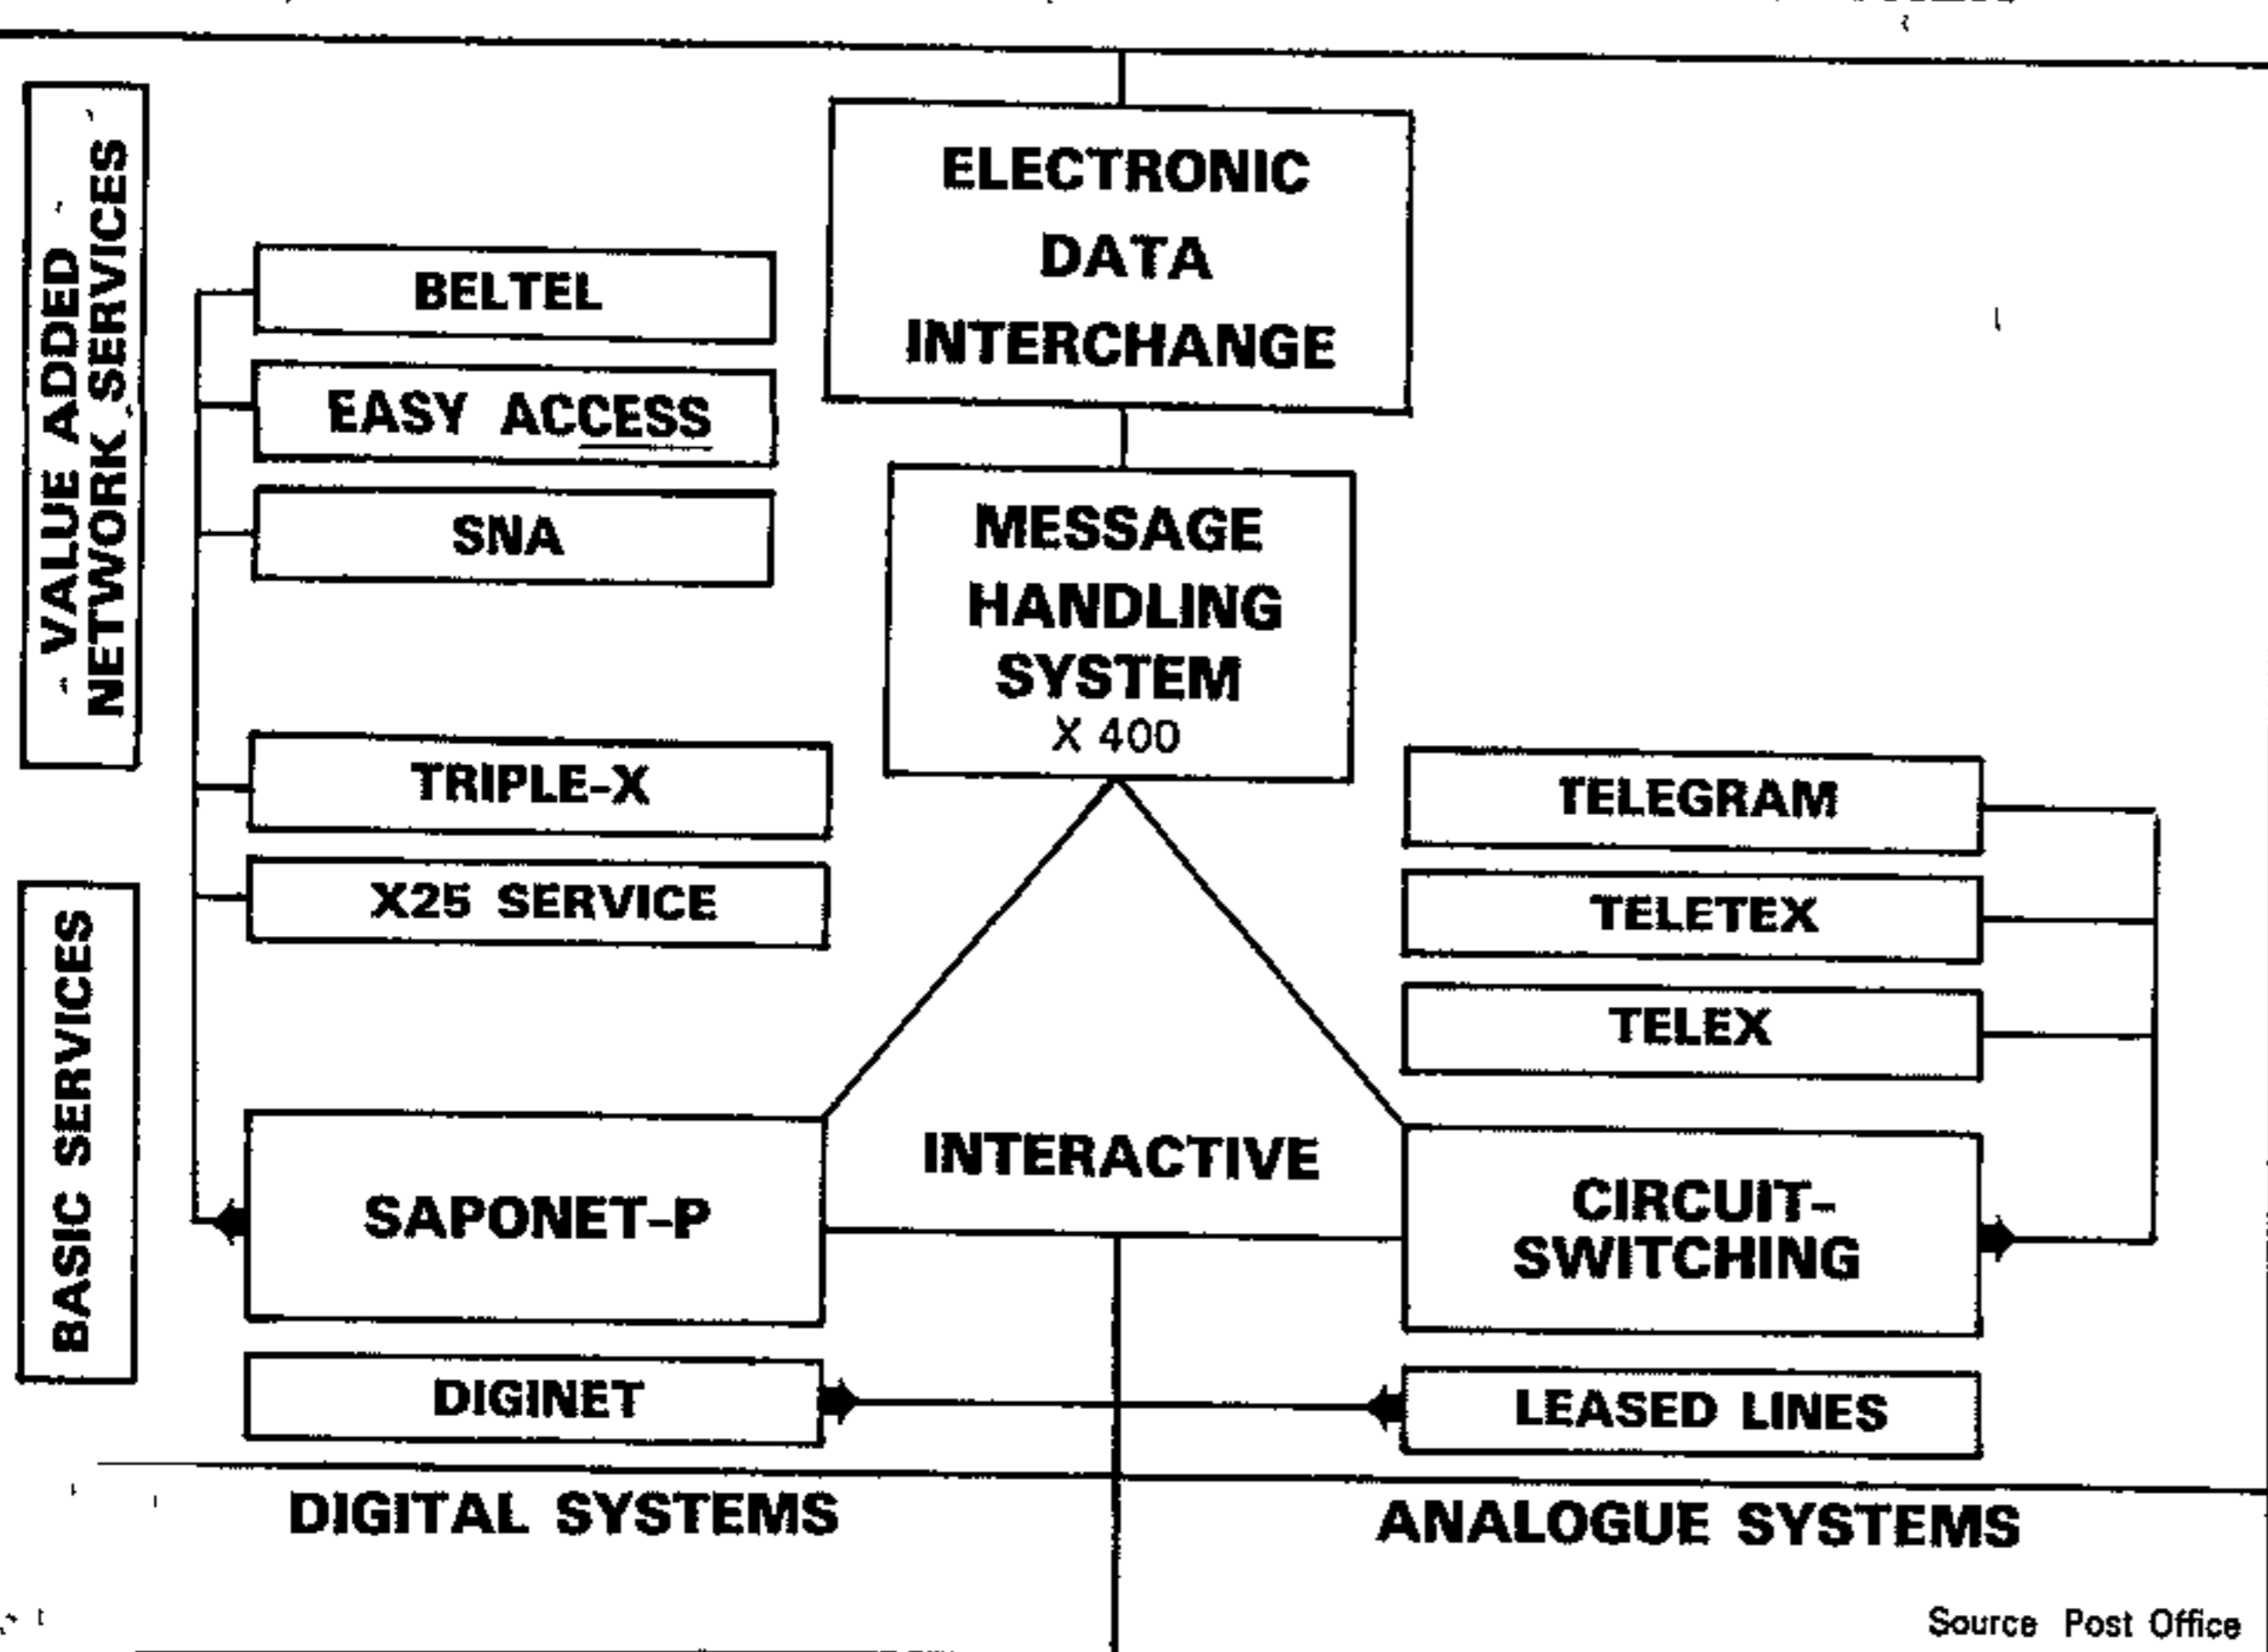 VALUE ADDED
NETWORK SERVICES
BASIC SERVICES
ELECTRONIC
DATA
INTERCHANGE
BELTEL
EASY ACCESS
SNA
MESSAGE
HANDLING
SYSTEM
X 400
TRIPLE-X
X25 SERVICE
TELEGRAM
TELETEX
TELEX
INTERACTIVE
SAPONET-P
CIRCUIT-
SWITCHING
DIGINET
LEASED LINES
DIGITAL SYSTEMS
ANALOGUE SYSTEMS
Source Post Office